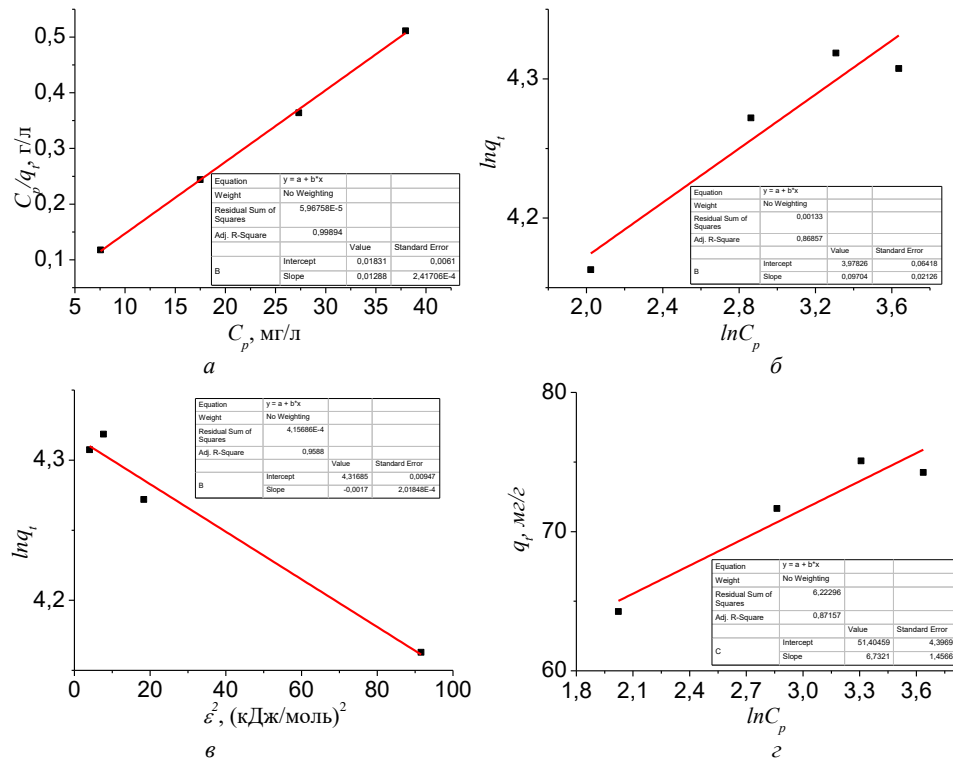 0,5
0,4
0,3
0,2
0,1
C_p/q_t, г/л
Equation y = a + b*x
Weight No Weighting
Residual Sum of Squares 5,96758E-5
Adj. R-Square 0,99894
Value Standard Error
B Intercept 0,01831 0,0061
Slope 0,01288 2,41706E-4
5 10 15 20 25 30 35 40
C_p, мг/л
а
4,3
4,2
lnq_t
Equation y = a + b*x
Weight No Weighting
Residual Sum of Squares 0,00133
Adj. R-Square 0,86857
Value Standard Error
B Intercept 3,97826 0,06418
Slope 0,09704 0,02126
2,0 2,4 2,8 3,2 3,6
lnC_p
б
4,3
4,2
lnq_t
Equation y = a + b*x
Weight No Weighting
Residual Sum of Squares 4,15686E-4
Adj. R-Square 0,9588
Value Standard Error
B Intercept 4,31685 0,00947
Slope -0,0017 2,01848E-4
0 20 40 60 80 100
ε², (кДж/моль)²
в
80
70
60
q_t, мг/г
Equation y = a + b*x
Weight No Weighting
Residual Sum of Squares 6,22296
Adj. R-Square 0,87157
Value Standard Error
C Intercept 51,40459 4,3969
Slope 6,7321 1,4566
1,8 2,1 2,4 2,7 3,0 3,3 3,6
lnC_p
г